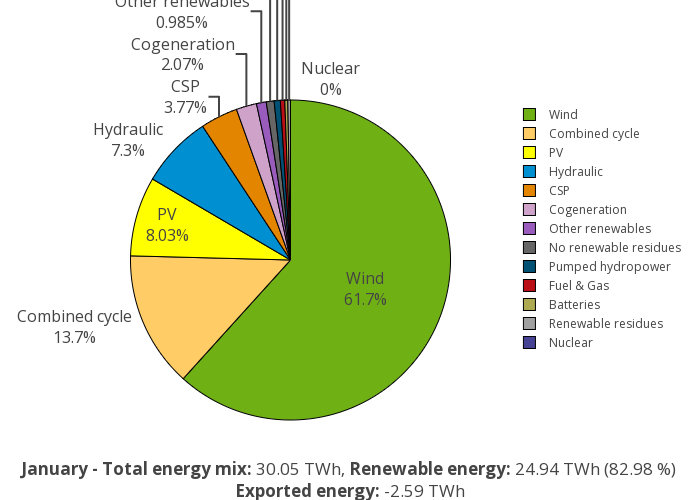 Other renewables
0.985%
Cogeneration
2.07%
CSP
3.77%
Nuclear
0%
Hydraulic
7.3%
PV
8.03%
Wind
61.7%
Combined cycle
13.7%
Wind
Combined cycle
PV
Hydraulic
CSP
Cogeneration
Other renewables
No renewable residues
Pumped hydropower
Fuel & Gas
Batteries
Renewable residues
Nuclear
January - Total energy mix: 30.05 TWh, Renewable energy: 24.94 TWh (82.98 %)
Exported energy: -2.59 TWh